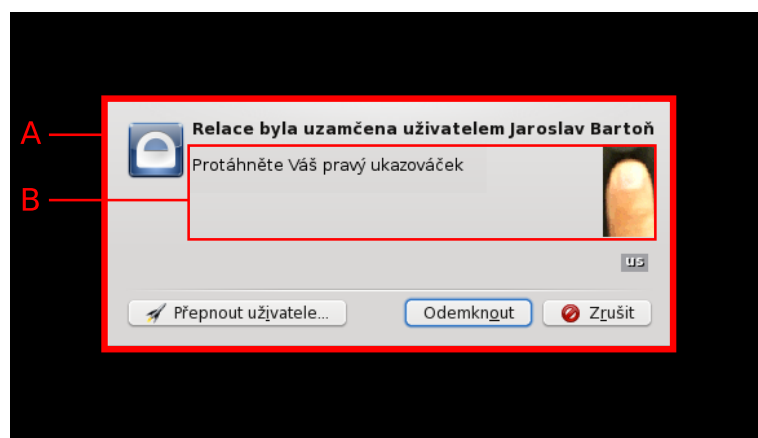 A
Relace byla uzamčena uživatelem Jaroslav Bartoň
B
Protáhněte Váš pravý ukazováček
us
Přepnout uživatele...
Odemknout
Zrušit